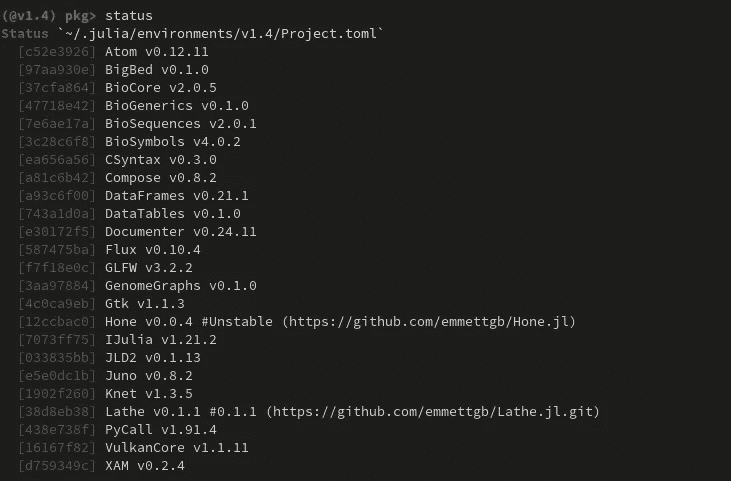 (@v1.4) pkg> status
Status `~/.julia/environments/v1.4/Project.toml`
[c52e3926] Atom v0.12.11
[97aa930e] BigBed v0.1.0
[37cfa864] BioCore v2.0.5
[47718e42] BioGenerics v0.1.0
[7e6ae17a] BioSequences v2.0.1
[3c28c6f8] BioSymbols v4.0.2
[ea656a56] CSyntax v0.3.0
[a81c6b42] Compose v0.8.2
[a93c6f00] DataFrames v0.21.1
[743a1d0a] DataTables v0.1.0
[e30172f5] Documenter v0.24.11
[587475ba] Flux v0.10.4
[f7f18e0c] GLFW v3.2.2
[3aa97884] GenomeGraphs v0.1.0
[4c0ca9eb] Gtk v1.1.3
[12ccbac0] Hone v0.0.4 #Unstable (https://github.com/emmettgb/Hone.jl)
[7073ff75] IJulia v1.21.2
[033835bb] JLD2 v0.1.13
[e5e0dc1b] Juno v0.8.2
[1902f260] Knet v1.3.5
[38d8eb38] Lathe v0.1.1 #0.1.1 (https://github.com/emmettgb/Lathe.jl.git)
[438e738f] PyCall v1.91.4
[16167f82] VulkanCore v1.1.11
[d759349c] XAM v0.2.4